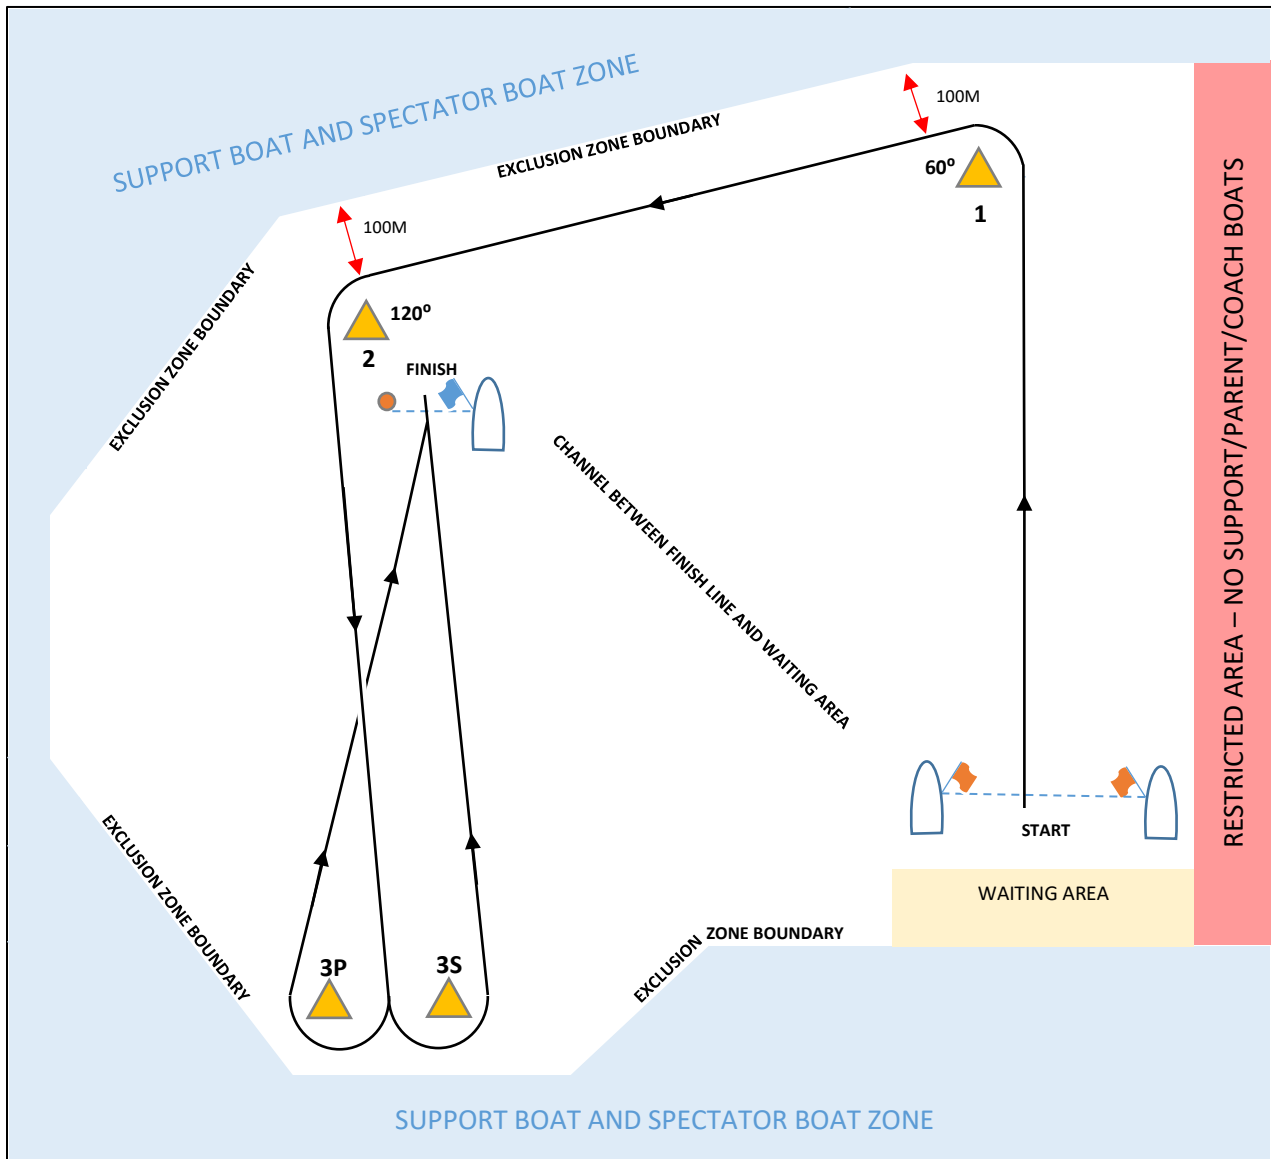 SUPPORT BOAT AND SPECTATOR BOAT ZONE
100M
EXCLUSION ZONE BOUNDARY
60⁰
1
100M
EXCLUSION ZONE BOUNDARY
120⁰
2
FINISH
CHANNEL BETWEEN FINISH LINE AND WAITING AREA
RESTRICTED AREA – NO SUPPORT/PARENT/COACH BOATS
START
WAITING AREA
EXCLUSION ZONE BOUNDARY
3P
3S
EXCLUSION ZONE BOUNDARY
SUPPORT BOAT AND SPECTATOR BOAT ZONE